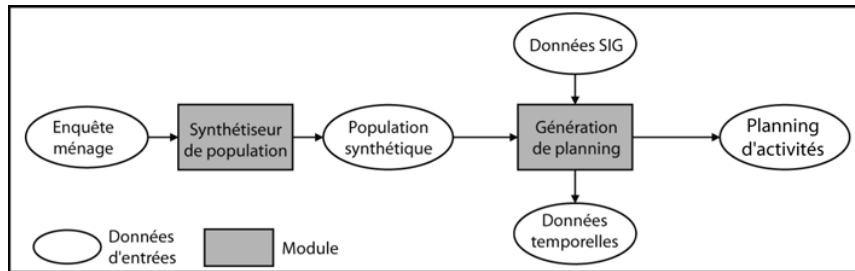 Données SIG
Enquête
ménage
Synthétiseur
de population
Population
synthétique
Génération
de planning
Planning
d'activités
Données
temporelles
Données
d'entrées
Module